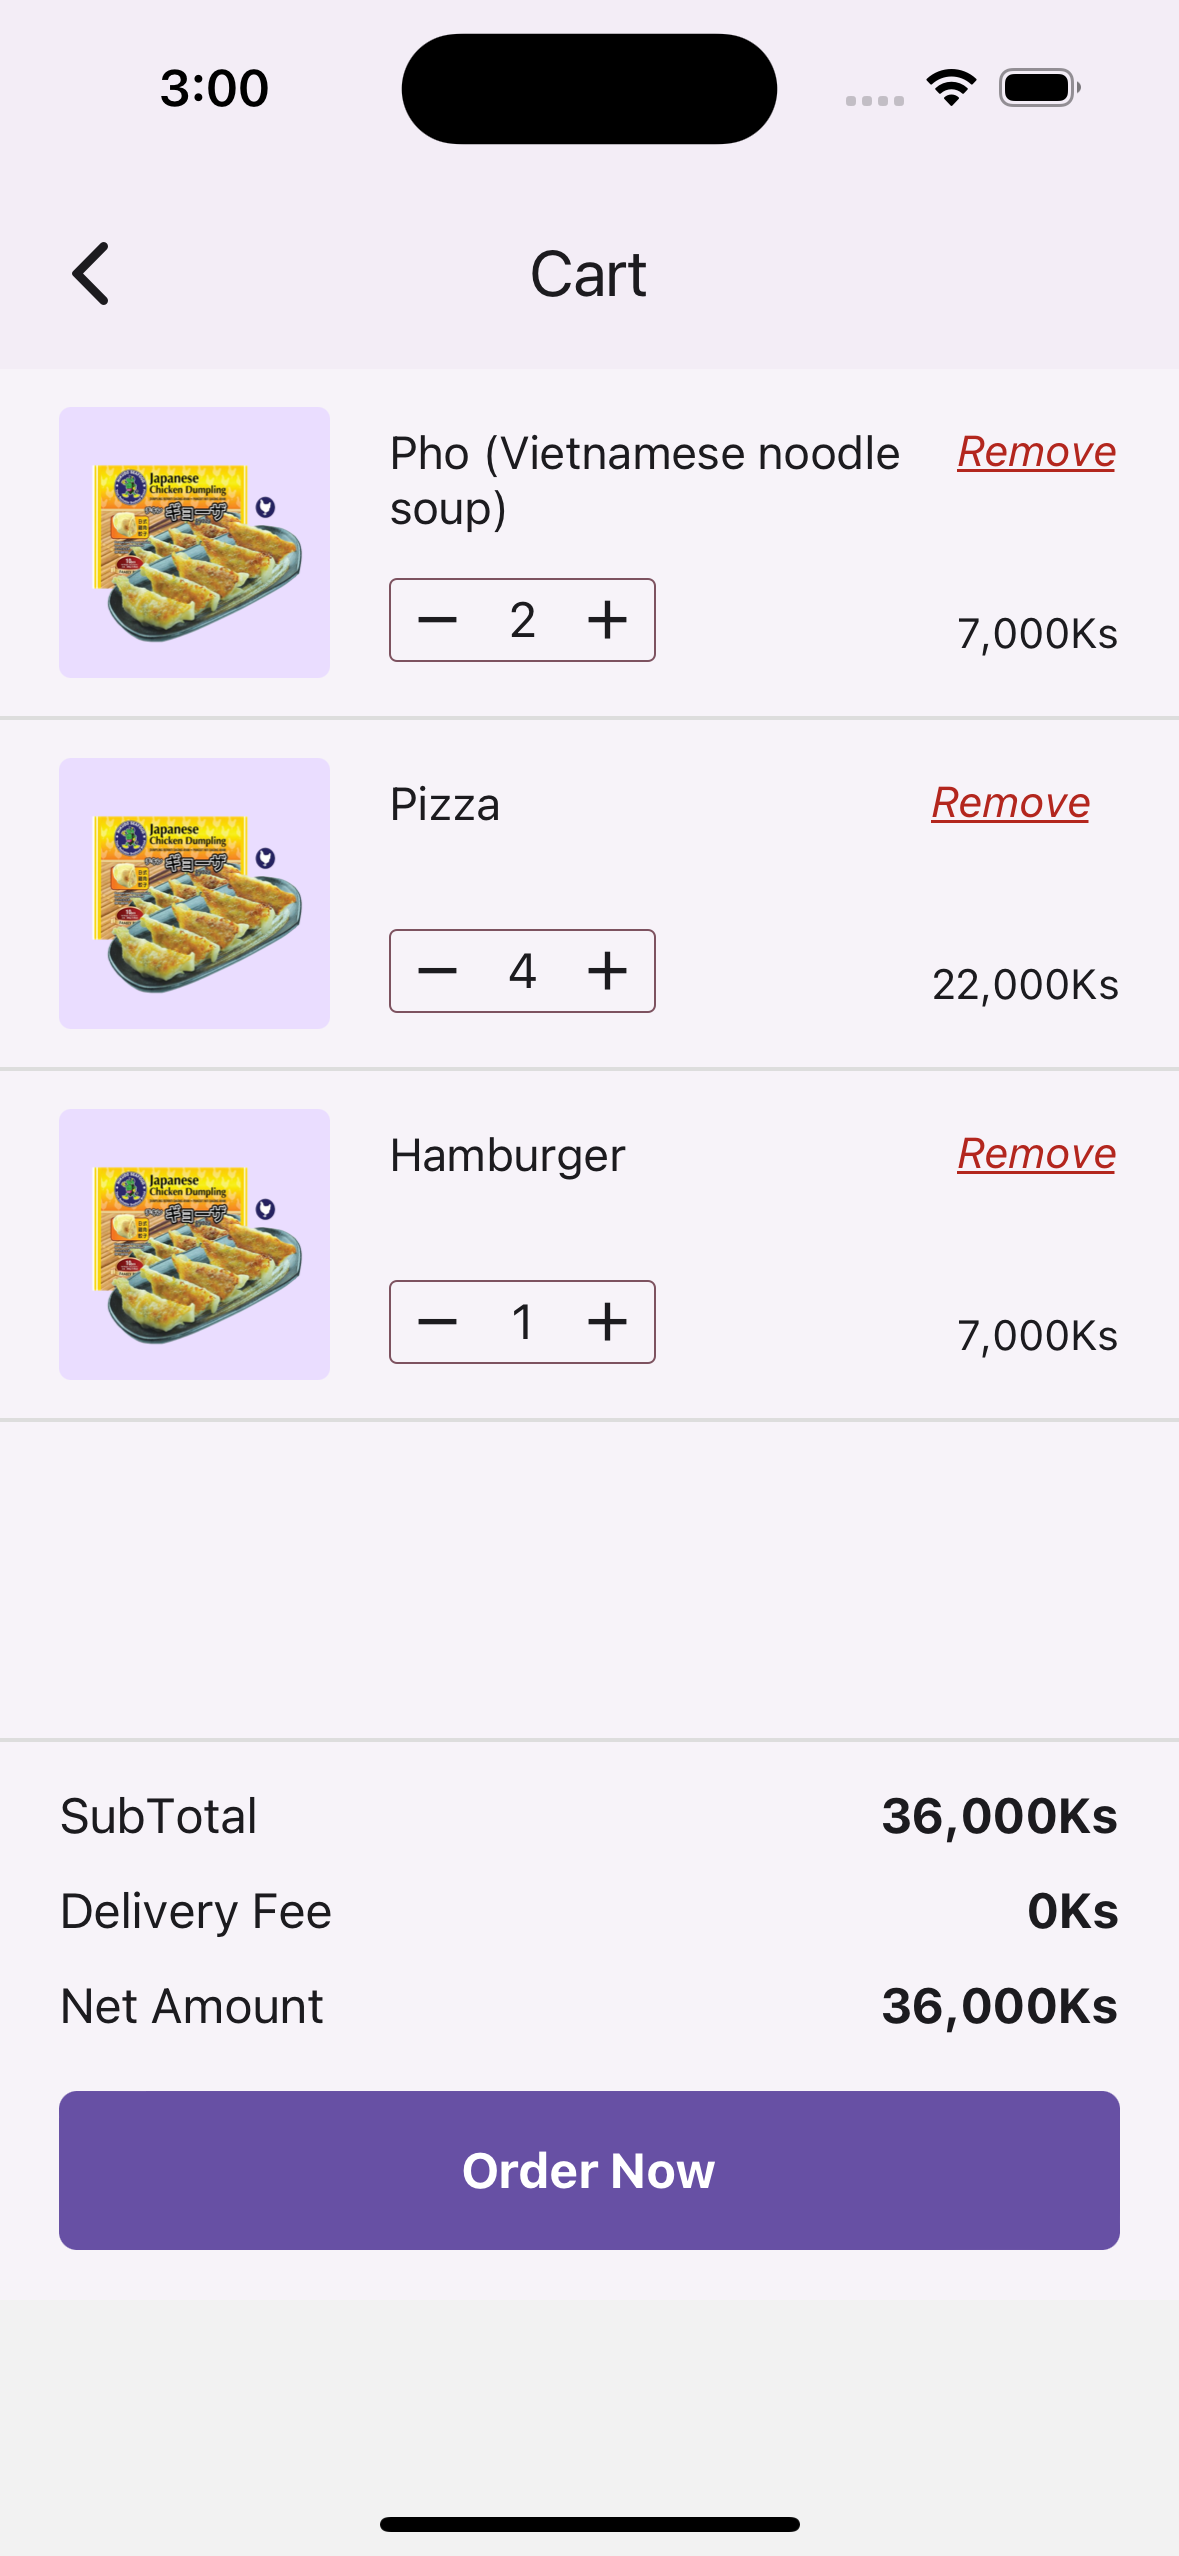 3:00
Cart
Japanese
Chicken Dumpling
ギョーザ
Pho (Vietnamese noodle
soup)
Remove
2
7,000Ks
Japanese
Chicken Dumpling
ギョーザ
Pizza
Remove
4
22,000Ks
Japanese
Chicken Dumpling
ギョーザ
Hamburger
Remove
1
7,000Ks
SubTotal 36,000Ks
Delivery Fee 0Ks
Net Amount 36,000Ks
Order Now